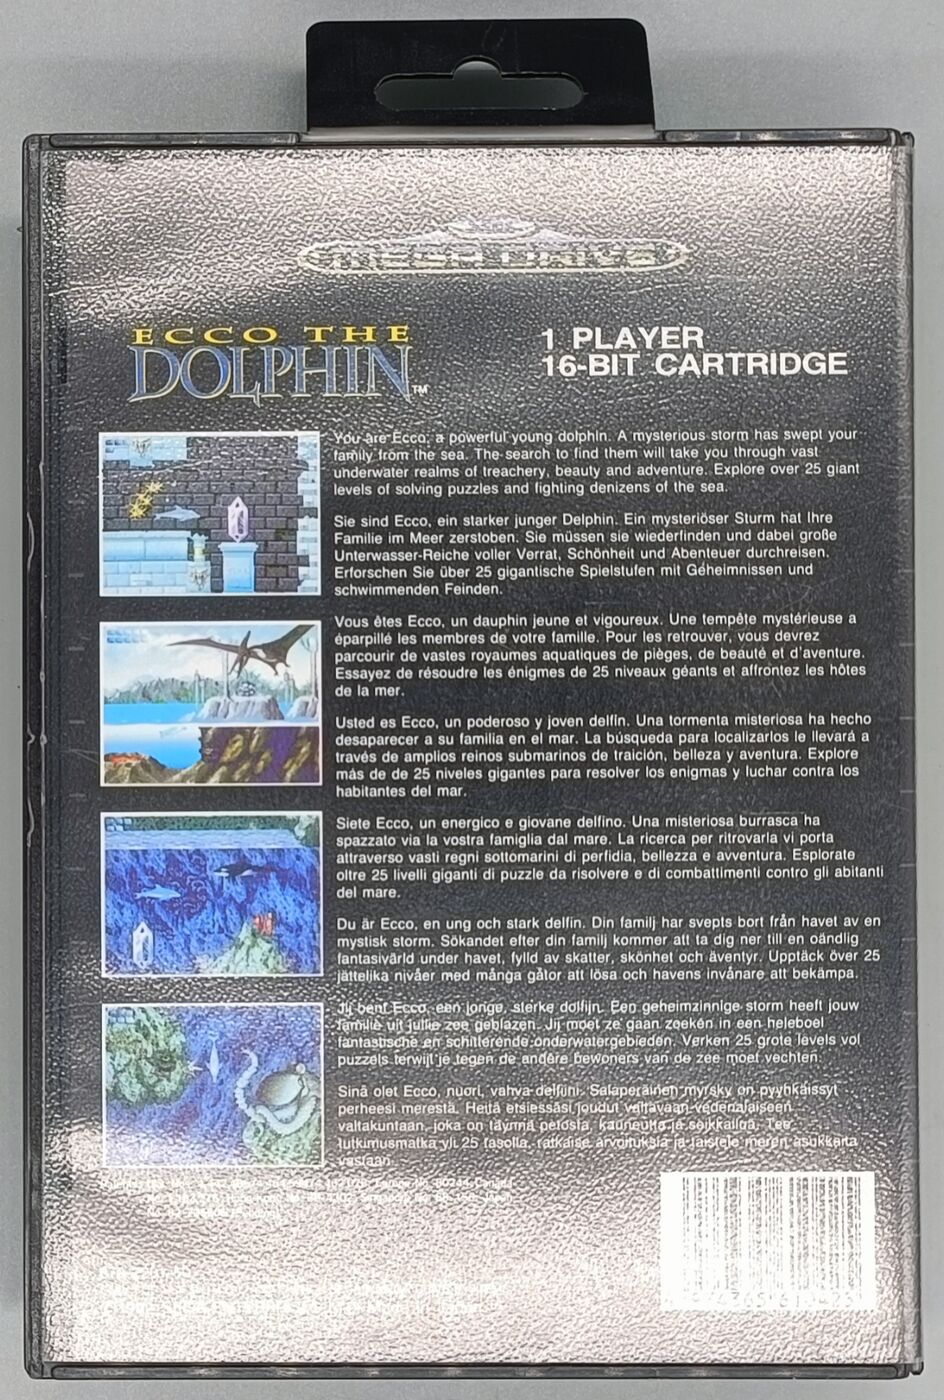 MEGA DRIVE
ECCO THE
DOLPHIN™
1 PLAYER
16-BIT CARTRIDGE
You are Ecco, a powerful young dolphin. A mysterious storm has swept your
family from the sea. The search to find them will take you through vast
underwater realms of treachery, beauty and adventure. Explore over 25 giant
levels of solving puzzles and fighting denizens of the sea.
Sie sind Ecco, ein starker junger Delphin. Ein mysteriöser Sturm hat Ihre
Familie im Meer zerstoben. Sie müssen sie wiederfinden und dabei große
Unterwasser-Reiche voller Verrat, Schönheit und Abenteuer durchreisen.
Erforschen Sie über 25 gigantische Spielstufen mit Geheimnissen und
schwimmenden Feinden.
Vous êtes Ecco, un dauphin jeune et vigoureux. Une tempête mystérieuse a
éparpillé les membres de votre famille. Pour les retrouver, vous devrez
parcourir de vastes royaumes aquatiques de pièges, de beauté et d'aventure.
Essayez de résoudre les énigmes de 25 niveaux géants et affrontez les hôtes
de la mer.
Usted es Ecco, un poderoso y joven delfín. Una tormenta misteriosa ha hecho
desaparecer a su familia en el mar. La búsqueda para localizarlos le llevará a
través de amplios reinos submarinos de traición, belleza y aventura. Explore
más de de 25 niveles gigantes para resolver los enigmas y luchar contra los
habitantes del mar.
Siete Ecco, un energico e giovane delfino. Una misteriosa burrasca ha
spazzato via la vostra famiglia dal mare. La ricerca per ritrovarla vi porta
attraverso vasti regni sottomarini di perfidia, bellezza e avventura. Esplorate
oltre 25 livelli giganti di puzzle da risolvere e di combattimenti contro gli abitanti
del mare.
Du är Ecco, en ung och stark delfin. Din familj har svepts bort från havet av en
mystisk storm. Sökandet efter din familj kommer att ta dig ner till en oändlig
fantasivärld under havet, fylld av skatter, skönhet och äventyr. Upptäck över 25
jättelika nivåer med många gåtor att lösa och havens invånare att bekämpa.
Jij bent Ecco, een jonge, sterke dolfijn. Een geheimzinnige storm heeft jouw
familie uit jullie zee geblazen. Jij moet ze gaan zoeken in een heleboel
fantastische en schitterende onderwatergebieden. Verken 25 grote levels vol
puzzels terwijl je tegen de andere bewoners van de zee moet vechten.
Sinä olet Ecco, nuori, vahva delfiini. Salaperäinen myrsky on pyyhkäissyt
perheesi merestä. Heitä etsiessäsi joudut valtavaan vedenalaiseen
valtakuntaan, joka on täynnä petosta, kauneutta ja seikkailua. Tee
tutkimusmatka yli 25 tasolla, ratkaise arvoituksia ja taistele meren asukkaita
vastaan.